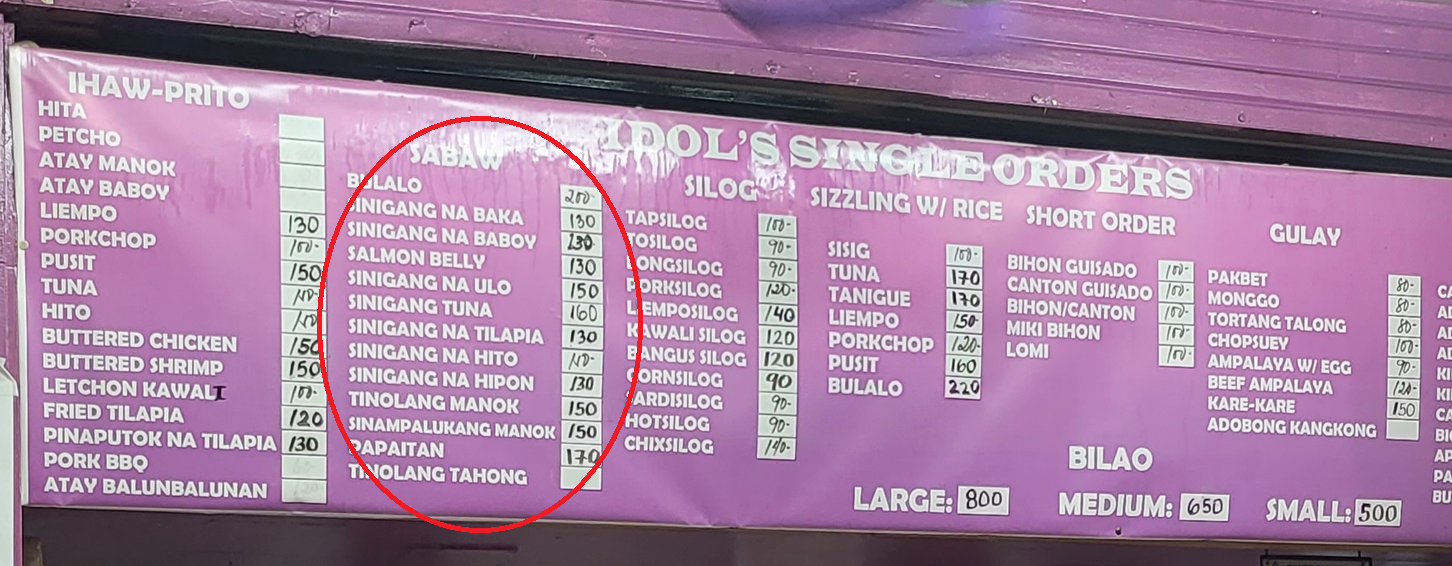 IDOL'S SINGLE ORDERS
IHAW-PRITO
HITA
PETCHO
ATAY MANOK
ATAY BABOY
LIEMPO 130
PORKCHOP 100-
PUSIT 150
TUNA
HITO
BUTTERED CHICKEN 150
BUTTERED SHRIMP 150
LETCHON KAWALI 100-
FRIED TILAPIA 120
PINAPUTOK NA TILAPIA 130
PORK BBQ
ATAY BALUNBALUNAN
SABAW
BULALO 200-
SINIGANG NA BAKA 130
SINIGANG NA BABOY 130
SALMON BELLY 130
SINIGANG NA ULO 150
SINIGANG TUNA 160
SINIGANG NA TILAPIA 130
SINIGANG NA HITO
SINIGANG NA HIPON 130
TINOLANG MANOK 150
SINAMPALUKANG MANOK 150
PAPAITAN 170
TINOLANG TAHONG
SILOG
TAPSILOG 100-
TOSILOG 90-
LONGSILOG 90-
PORKSILOG 120-
LIEMPOSILOG 140
KAWALI SILOG 120
BANGUS SILOG 120
CORNSILOG 90
SARDISILOG 90-
HOTSILOG 90-
CHIXSILOG 140-
SIZZLING W/ RICE
SISIG 100-
TUNA 170
TANIGUE 170
LIEMPO 150-
PORKCHOP 120-
PUSIT 160
BULALO 220
SHORT ORDER
BIHON GUISADO 100-
CANTON GUISADO 100-
BIHON/CANTON 100-
MIKI BIHON 100-
LOMI 100-
GULAY
PAKBET 80-
MONGGO 80-
TORTANG TALONG 80-
CHOPSUEY 100-
AMPALAYA W/ EGG 90-
BEEF AMPALAYA 120-
KARE-KARE 150
ADOBONG KANGKONG
BILAO
LARGE: 800 MEDIUM: 650 SMALL: 500